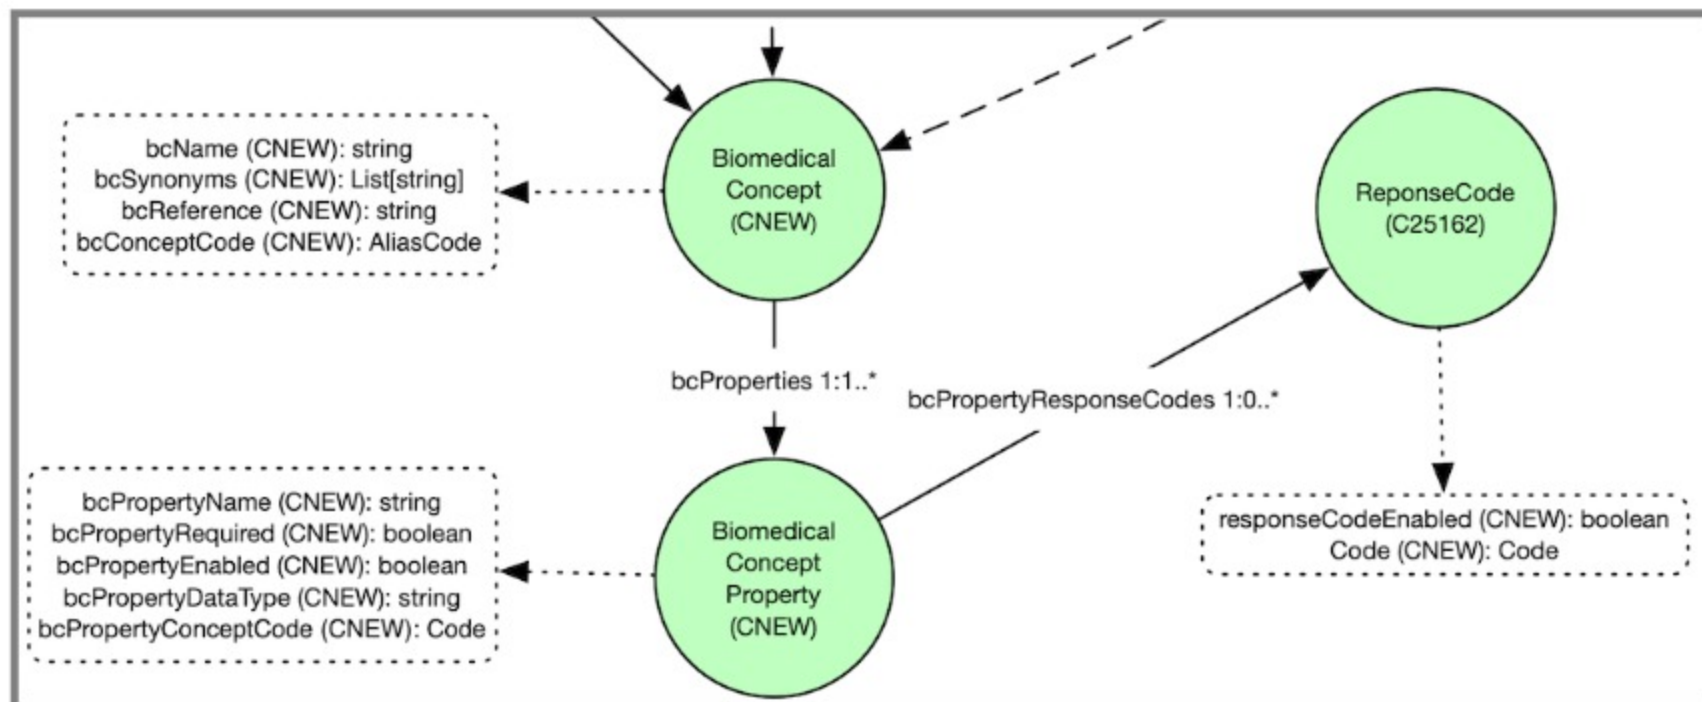 bcName (CNEW): string
bcSynonyms (CNEW): List[string]
bcReference (CNEW): string
bcConceptCode (CNEW): AliasCode
Biomedical
Concept
(CNEW)
ReponseCode
(C25162)
bcProperties 1:1..*
bcPropertyResponseCodes 1:0..*
bcPropertyName (CNEW): string
bcPropertyRequired (CNEW): boolean
bcPropertyEnabled (CNEW): boolean
bcPropertyDataType (CNEW): string
bcPropertyConceptCode (CNEW): Code
Biomedical
Concept
Property
(CNEW)
responseCodeEnabled (CNEW): boolean
Code (CNEW): Code